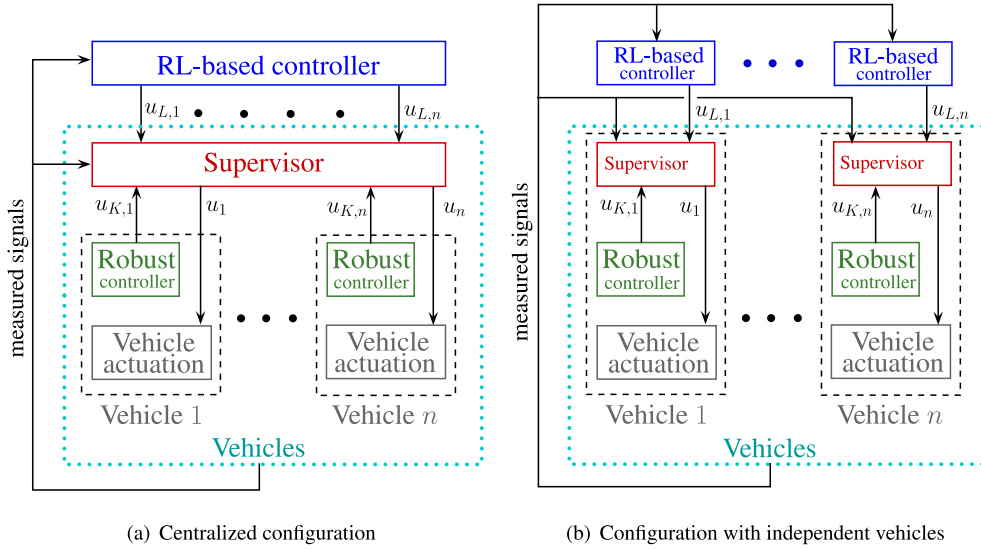 RL-based controller
u_{L,1}
u_{L,n}
Supervisor
u_{K,1}
u_1
u_{K,n}
u_n
Robust
controller
Robust
controller
Vehicle
actuation
Vehicle
actuation
Vehicle 1
Vehicle n
Vehicles
measured signals
(a) Centralized configuration
RL-based
controller
RL-based
controller
u_{L,1}
u_{L,n}
Supervisor
Supervisor
u_{K,1}
u_1
u_{K,n}
u_n
Robust
controller
Robust
controller
Vehicle
actuation
Vehicle
actuation
Vehicle 1
Vehicle n
Vehicles
measured signals
(b) Configuration with independent vehicles